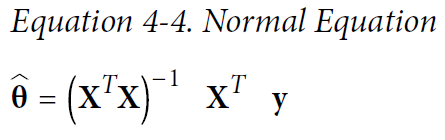 Equation 4-4. Normal Equation
θ̂ = (XᵀX)⁻¹ Xᵀ y